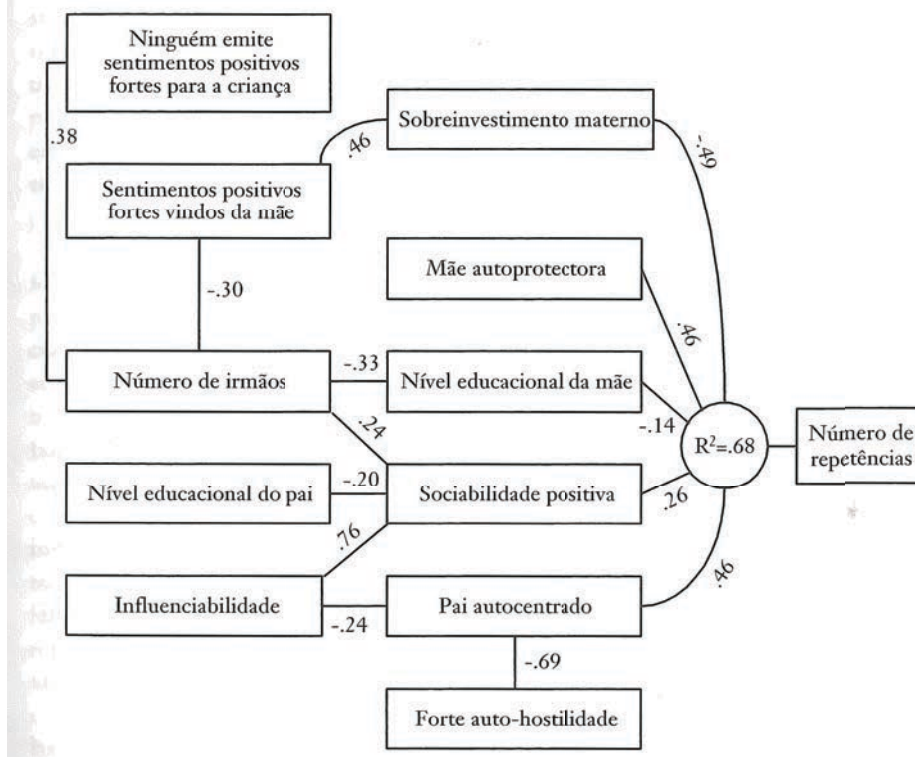 Ninguém emite
sentimentos positivos
fortes para a criança
.38
Sobreinvestimento materno
.46
-.49
Sentimentos positivos
fortes vindos da mãe
Mãe autoprotectora
-.30
.46
Número de irmãos
-.33
Nível educacional da mãe
-.14
.24
R²=.68
Número de
repetências
Nível educacional do pai
-.20
Sociabilidade positiva
.26
.76
.46
Influenciabilidade
-.24
Pai autocentrado
-.69
Forte auto-hostilidade